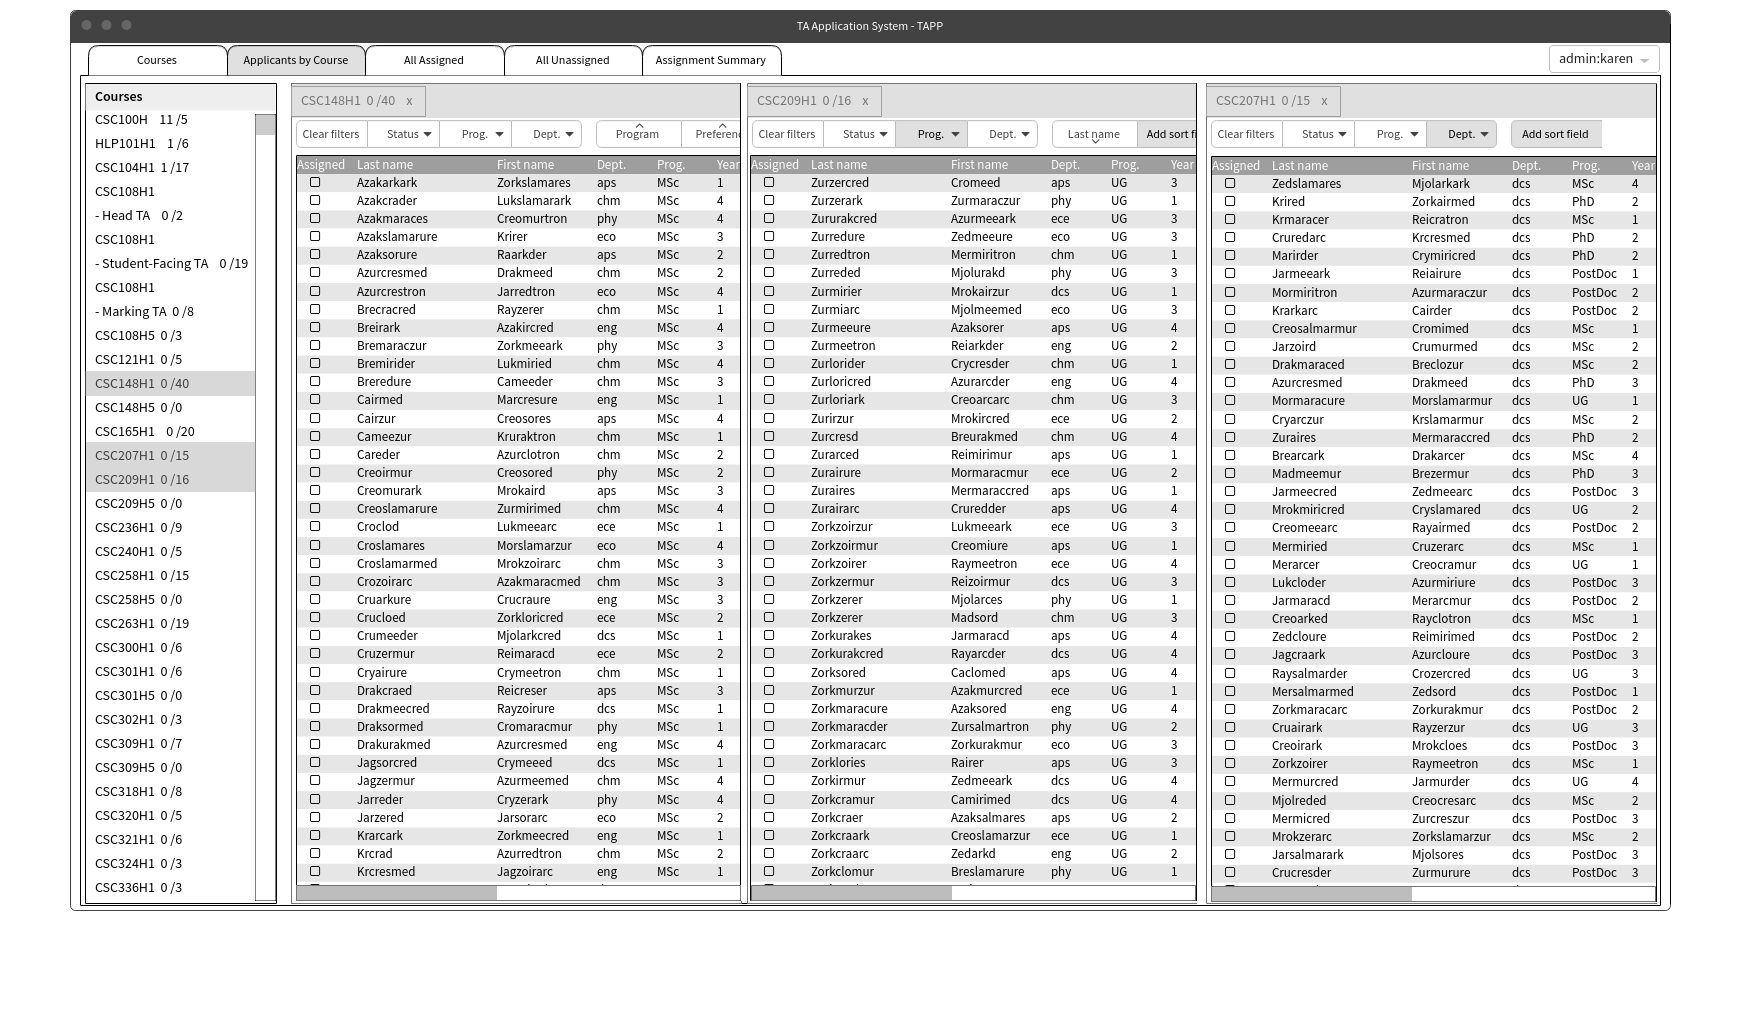 TA Application System - TAPP
Courses
Applicants by Course
All Assigned
All Unassigned
Assignment Summary
admin:karen
Courses
CSC100H 11 /5
HLP101H1 1 /6
CSC104H1 1 /17
CSC108H1
- Head TA 0 /2
CSC108H1
- Student-Facing TA 0 /19
CSC108H1
- Marking TA 0 /8
CSC108H5 0 /3
CSC121H1 0 /5
CSC148H1 0 /40
CSC148H5 0 /0
CSC165H1 0 /20
CSC207H1 0 /15
CSC209H1 0 /16
CSC209H5 0 /0
CSC236H1 0 /9
CSC240H1 0 /5
CSC258H1 0 /15
CSC258H5 0 /0
CSC263H1 0 /19
CSC300H1 0 /6
CSC301H1 0 /6
CSC301H5 0 /0
CSC302H1 0 /3
CSC309H1 0 /7
CSC309H5 0 /0
CSC318H1 0 /8
CSC320H1 0 /5
CSC321H1 0 /6
CSC324H1 0 /3
CSC336H1 0 /3
CSC148H1 0 /40 x
Clear filters Status Prog. Dept. Program Preferenc
Assigned Last name First name Dept. Prog. Year
Azakarkark Zorkslamares aps MSc 1
Azakcrader Lukslamarark chm MSc 4
Azakmaraces Creomurtron phy MSc 4
Azakslamarure Krirer eco MSc 3
Azaksorure Raarkder aps MSc 2
Azurcresmed Drakmeed chm MSc 2
Azurcrestron Jarredtron eco MSc 4
Brecracred Rayzerer chm MSc 1
Breirark Azakircred eng MSc 4
Bremaraczur Zorkmeeark phy MSc 3
Bremirider Lukmiried chm MSc 4
Breredure Cameeder chm MSc 3
Cairmed Marcresure eng MSc 1
Cairzur Creosores aps MSc 4
Cameezur Kruraktron chm MSc 1
Careder Azurclotron chm MSc 2
Creoirmur Creosored phy MSc 2
Creomurark Mrokaird aps MSc 3
Creoslamarure Zurmirimed chm MSc 4
Croclod Lukmeearc ece MSc 1
Croslamares Morslamarzur eco MSc 4
Croslamarmed Mrokzoirarc chm MSc 3
Crozoirarc Azakmaracmed chm MSc 3
Cruarkure Crucraure eng MSc 3
Crucloed Zorkloricred ece MSc 2
Crumeeder Mjolarkcred dcs MSc 1
Cruzermur Reimaracd ece MSc 2
Cryairure Crymeetron chm MSc 1
Drakcraed Reicreser aps MSc 3
Drakmeecred Rayzoirure dcs MSc 1
Draksormed Cromaracmur phy MSc 1
Drakurakmed Azurcresmed eng MSc 4
Jagsorcred Crymeeed dcs MSc 1
Jagzermur Azurmeemed chm MSc 4
Jarreder Cryzerark phy MSc 4
Jarzered Jarsorarc eco MSc 2
Krarcark Zorkmeecred eng MSc 1
Krcrad Azurredtron chm MSc 2
Krcresmed Jagzoirarc eng MSc 1
CSC209H1 0 /16 x
Clear filters Status Prog. Dept. Last name Add sort fi
Assigned Last name First name Dept. Prog. Year
Zurzercred Cromeed aps UG 3
Zurzerark Zurmaraczur phy UG 1
Zururakcred Azurmeeark ece UG 3
Zurredure Zedmeeure eco UG 3
Zurredtron Mermiritron chm UG 1
Zurreded Mjolurakd phy UG 3
Zurmirier Mrokairzur dcs UG 1
Zurmiarc Mjolmeemed eco UG 3
Zurmeeure Azaksorer aps UG 4
Zurmeetron Reiarkder eng UG 2
Zurlorider Crycresder chm UG 1
Zurloricred Azurarcder eng UG 4
Zurloriark Creoarcarc chm UG 3
Zurirzur Mrokircred ece UG 2
Zurcresd Breurakmed chm UG 4
Zurarced Reimirimur aps UG 1
Zurairure Mormaracmur ece UG 2
Zuraires Mermaraccred aps UG 1
Zurairarc Cruredder aps UG 4
Zorkzoirzur Lukmeeark ece UG 3
Zorkzoirmur Creomiure aps UG 1
Zorkzoirer Raymeetron ece UG 4
Zorkzermur Reizoirmur dcs UG 3
Zorkzerer Mjolarces phy UG 1
Zorkzerer Madsord chm UG 3
Zorkurakes Jarmaracd aps UG 4
Zorkurakcred Rayarcder dcs UG 4
Zorksored Caclomed aps UG 4
Zorkmurzur Azakmurcred ece UG 1
Zorkmaracure Azaksored eng UG 4
Zorkmaracder Zursalmartron phy UG 2
Zorkmaracarc Zorkurakmur eco UG 3
Zorklories Rairer aps UG 3
Zorkirmur Zedmeeark dcs UG 4
Zorkcramur Camirimed dcs UG 4
Zorkcraer Azaksalmares aps UG 2
Zorkcraark Creoslamarzur ece UG 1
Zorkcraarc Zedarkd eng UG 2
Zorkclomur Breslamarure phy UG 1
CSC207H1 0 /15 x
Clear filters Status Prog. Dept. Add sort field
Assigned Last name First name Dept. Prog. Year
Zedslamares Mjolarkark dcs MSc 4
Krired Zorkairmed dcs PhD 2
Krmaracer Reicratron dcs MSc 1
Cruredarc Krcresmed dcs PhD 2
Marirder Crymiricred dcs PhD 2
Jarmeeark Reiairure dcs PostDoc 1
Mormiritron Azurmaraczur dcs PostDoc 2
Krarkarc Cairder dcs PostDoc 2
Creosalmarmur Cromimed dcs MSc 1
Jarzoird Crumurmed dcs MSc 2
Drakmaraced Breclozur dcs MSc 2
Azurcresmed Drakmeed dcs PhD 3
Mormaracure Morslamarmur dcs UG 1
Cryarczur Krslamarmur dcs MSc 2
Zuraires Mermaraccred dcs PhD 2
Brearcark Drakarcer dcs MSc 4
Madmeemur Brezermur dcs PhD 3
Jarmeecred Zedmeearc dcs PostDoc 3
Mrokmiricred Cryslamared dcs UG 2
Creomeearc Rayairmed dcs PostDoc 2
Mermiried Cruzerarc dcs MSc 1
Merarcer Creocramur dcs UG 1
Lukcloder Azurmiriure dcs PostDoc 3
Jarmaracd Merarcmur dcs PostDoc 2
Creoarked Rayclotron dcs MSc 1
Zedcloure Reimirimed dcs PostDoc 2
Jagcraark Azurcloure dcs PostDoc 3
Raysalmarder Crozercred dcs UG 3
Mersalmarmed Zedsord dcs PostDoc 1
Zorkmaracarc Zorkurakmur dcs PostDoc 2
Cruairark Rayzerzur dcs UG 3
Creoirark Mrokcloes dcs PostDoc 3
Zorkzoirer Raymeetron dcs MSc 1
Mermurcred Jarmurder dcs UG 4
Mjolreded Creocresarc dcs MSc 2
Mermicred Zurcreszur dcs PostDoc 3
Mrokzerarc Zorkslamarzur dcs MSc 2
Jarsalmarark Mjolsores dcs PostDoc 3
Crucresder Zurmurure dcs PostDoc 3